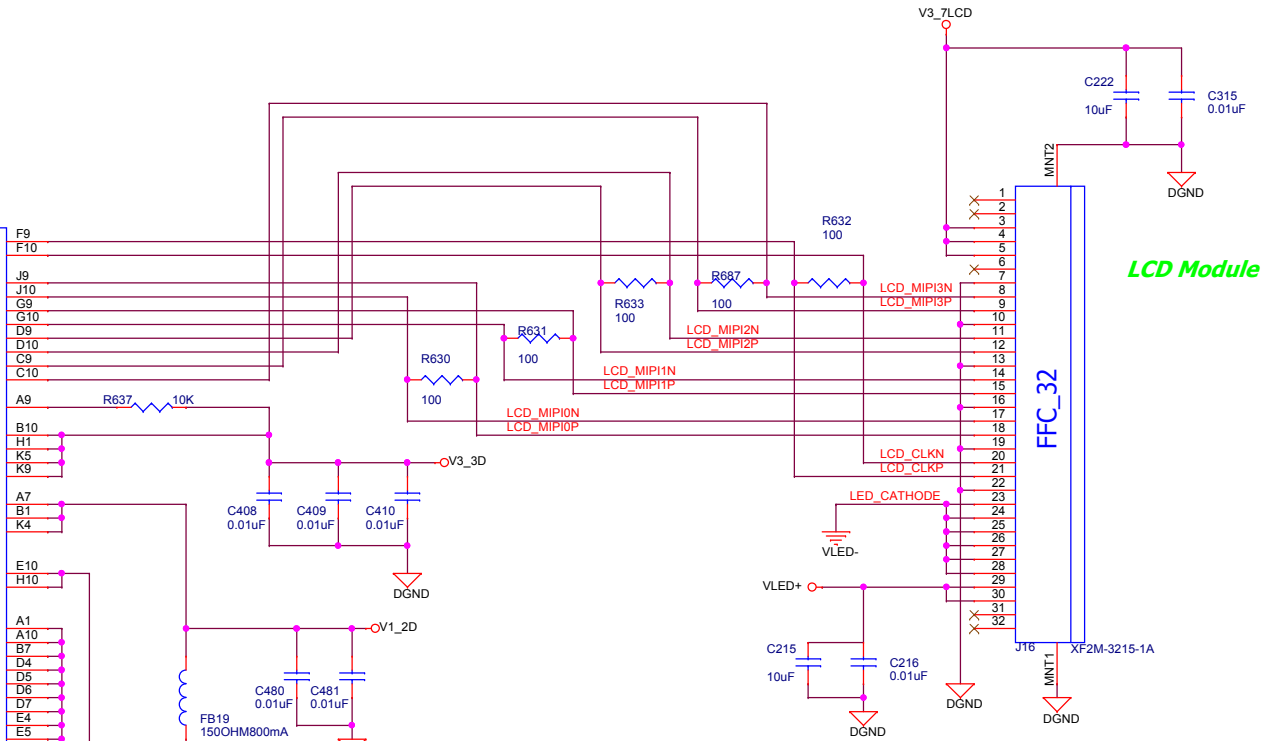 V3_7LCD
C222
10uF
C315
0.01uF
MNT2
DGND
LCD Module
1
2
3
4
5
6
7
8
9
10
11
12
13
14
15
16
17
18
19
20
21
22
23
24
25
26
27
28
29
30
31
32
FFC_32
J16
XF2M-3215-1A
MNT1
DGND
DGND
R632
100
R687
100
R633
100
R631
100
R630
100
LCD_MIPI3N
LCD_MIPI3P
LCD_MIPI2N
LCD_MIPI2P
LCD_MIPI1N
LCD_MIPI1P
LCD_MIPI0N
LCD_MIPI0P
LCD_CLKN
LCD_CLKP
LED_CATHODE
VLED-
VLED+
C215
10uF
C216
0.01uF
DGND
F9
F10
J9
J10
G9
G10
D9
D10
C9
C10
A9
R637
10K
B10
H1
K5
K9
V3_3D
C408
0.01uF
C409
0.01uF
C410
0.01uF
DGND
A7
B1
K4
E10
H10
V1_2D
C480
0.01uF
C481
0.01uF
FB19
150OHM800mA
A1
A10
B7
D4
D5
D6
D7
E4
E5